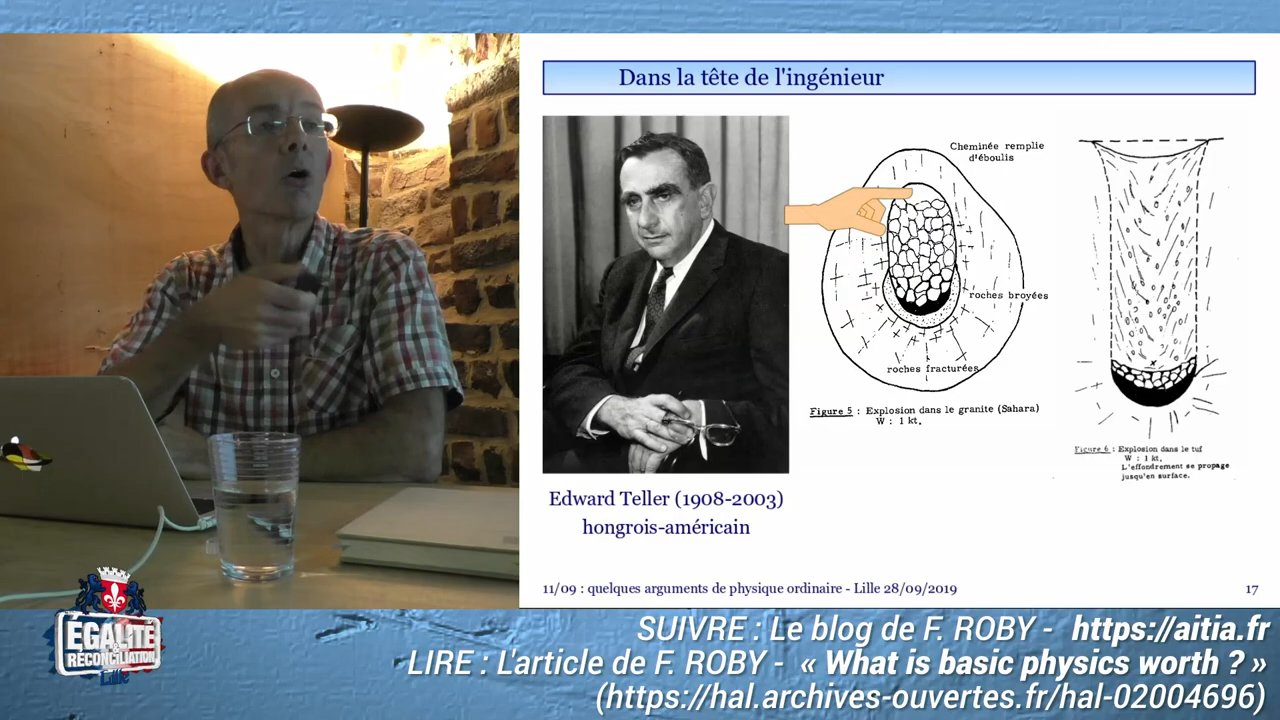 Dans la tête de l'ingénieur
Cheminée remplie
d'éboulis
roches broyées
roches fracturées
Figure 5 : Explosion dans le granite (Sahara)
W : 1 kt.
Figure 6 : Explosion dans le tuf
W : 1 kt.
L'effondrement se propage
jusqu'en surface.
Edward Teller (1908-2003)
hongrois-américain
11/09 : quelques arguments de physique ordinaire - Lille 28/09/2019
17
ÉGALITÉ
&
RÉCONCILIATION
Lille
SUIVRE : Le blog de F. ROBY - https://aitia.fr
LIRE : L'article de F. ROBY - « What is basic physics worth ? »
(https://hal.archives-ouvertes.fr/hal-02004696)